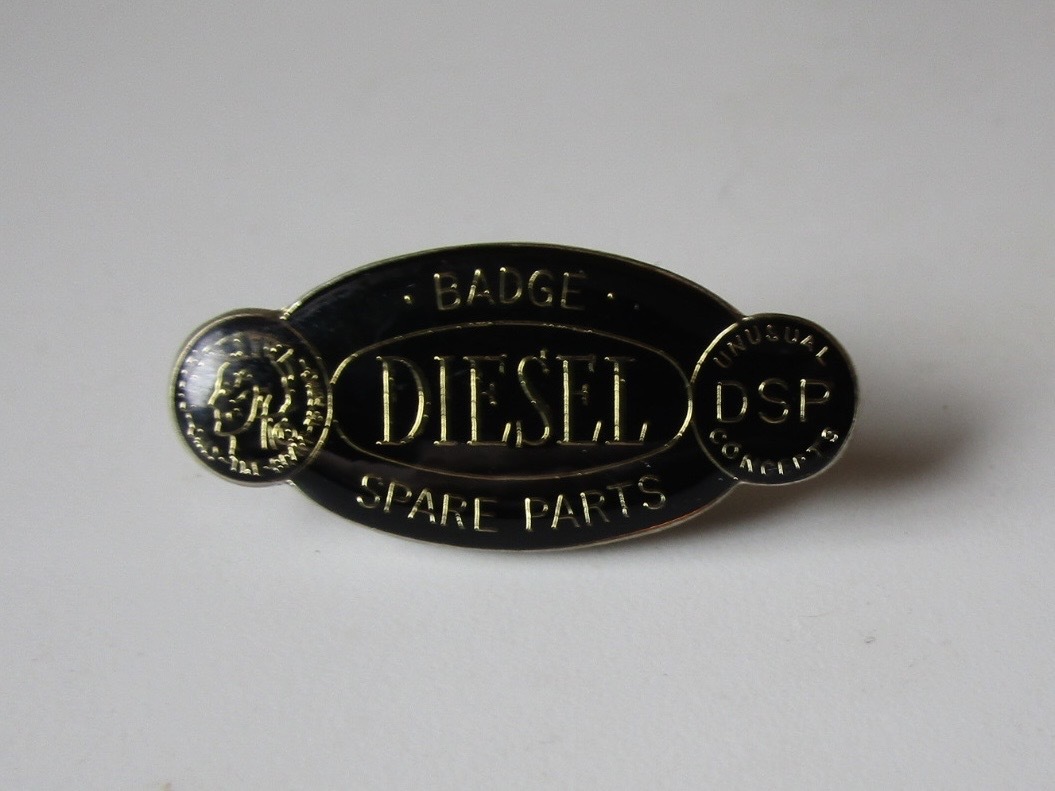 BADGE
DIESEL
SPARE PARTS
UNUSUAL
DSP
CONCEPTS